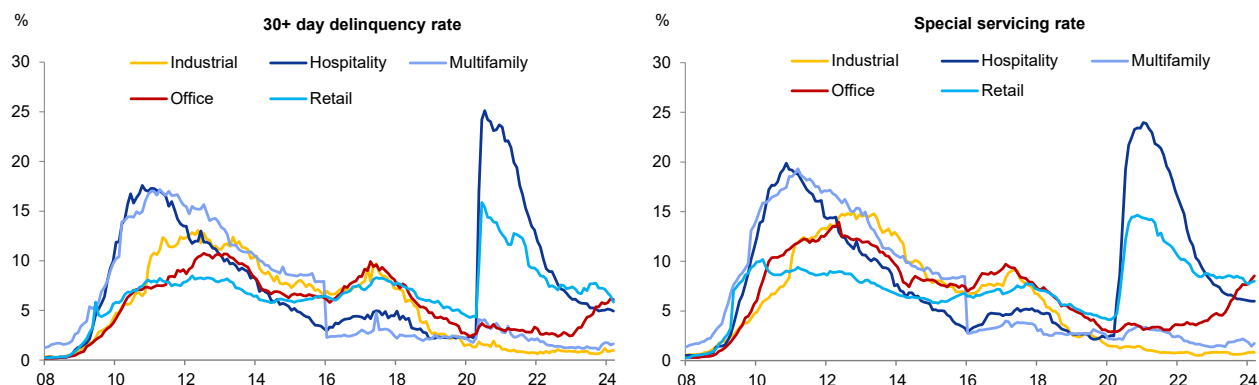 %
30+ day delinquency rate
Industrial Hospitality Multifamily
Office Retail
30
25
20
15
10
5
0
08 10 12 14 16 18 20 22 24
%
Special servicing rate
Industrial Hospitality Multifamily
Office Retail
30
25
20
15
10
5
0
08 10 12 14 16 18 20 22 24